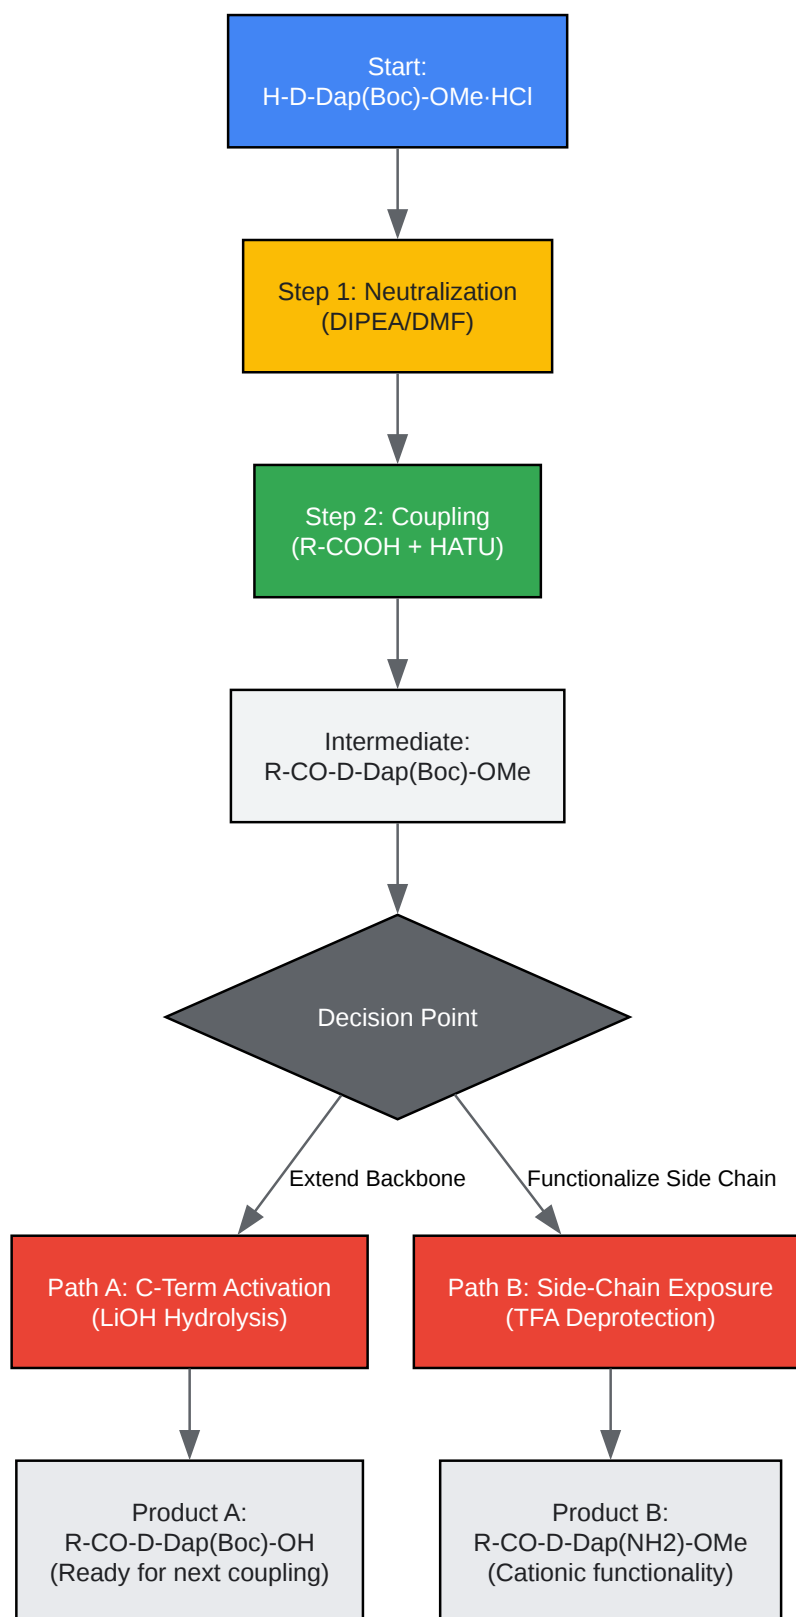 Start:
H-D-Dap(Boc)-OMe·HCl
Step 1: Neutralization
(DIPEA/DMF)
Step 2: Coupling
(R-COOH + HATU)
Intermediate:
R-CO-D-Dap(Boc)-OMe
Decision Point
Extend Backbone
Functionalize Side Chain
Path A: C-Term Activation
(LiOH Hydrolysis)
Path B: Side-Chain Exposure
(TFA Deprotection)
Product A:
R-CO-D-Dap(Boc)-OH
(Ready for next coupling)
Product B:
R-CO-D-Dap(NH2)-OMe
(Cationic functionality)